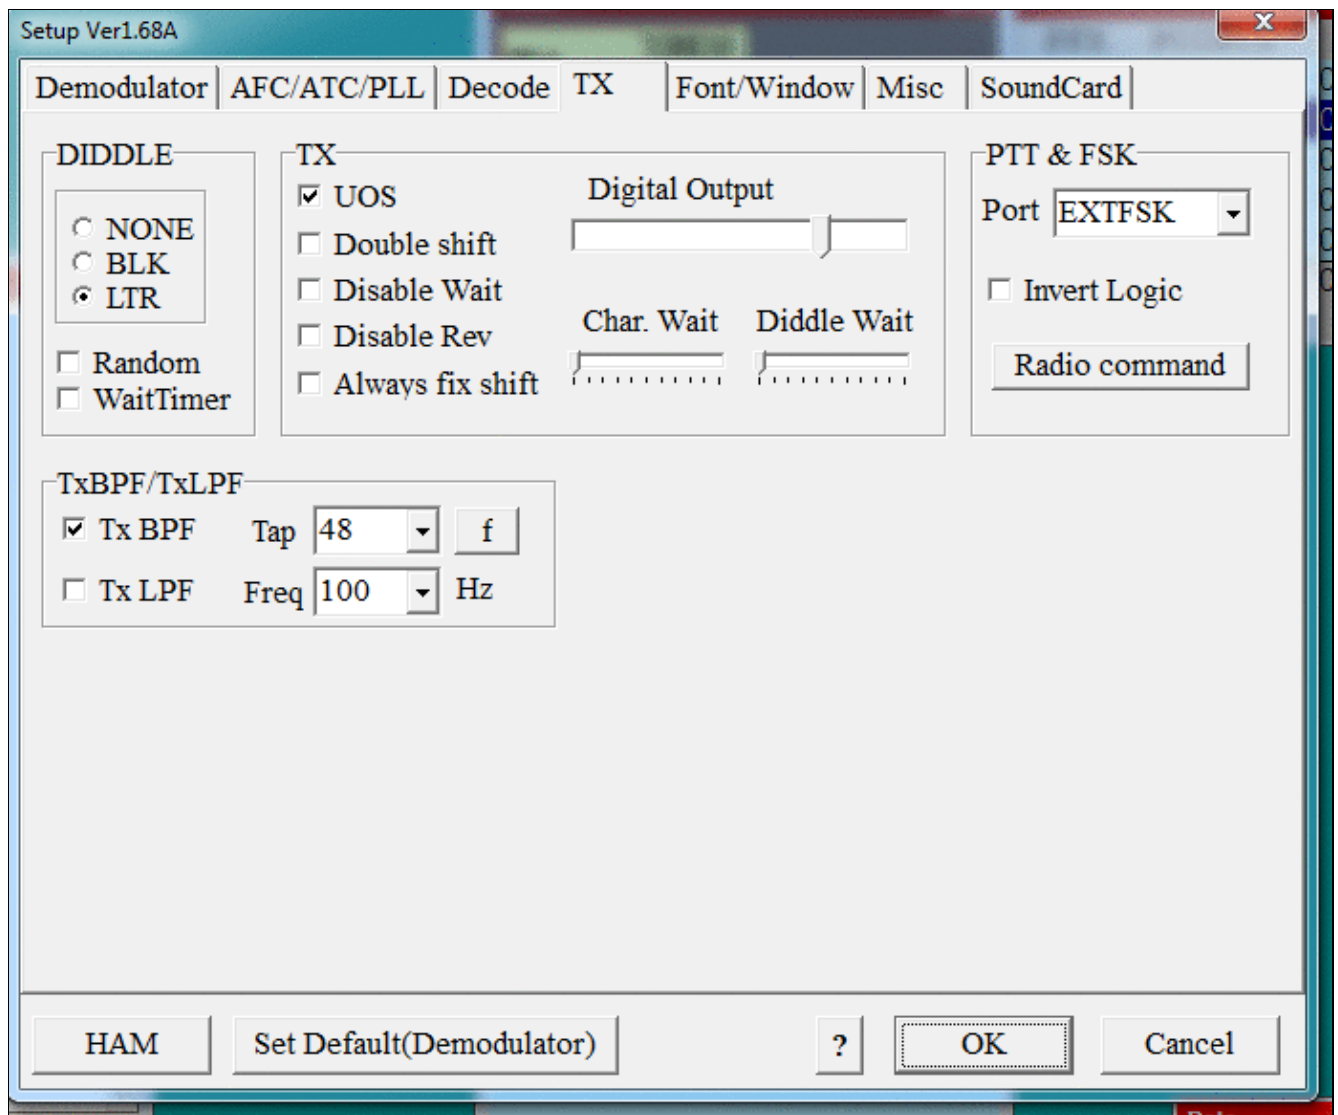 Setup Ver1.68A
Demodulator AFC/ATC/PLL Decode TX Font/Window Misc SoundCard
DIDDLE
NONE
BLK
LTR
Random
WaitTimer
TX
UOS
Double shift
Disable Wait
Disable Rev
Always fix shift
Digital Output
Char. Wait Diddle Wait
PTT & FSK
Port EXTFSK
Invert Logic
Radio command
TxBPF/TxLPF
Tx BPF Tap 48 f
Tx LPF Freq 100 Hz
HAM Set Default(Demodulator) ? OK Cancel